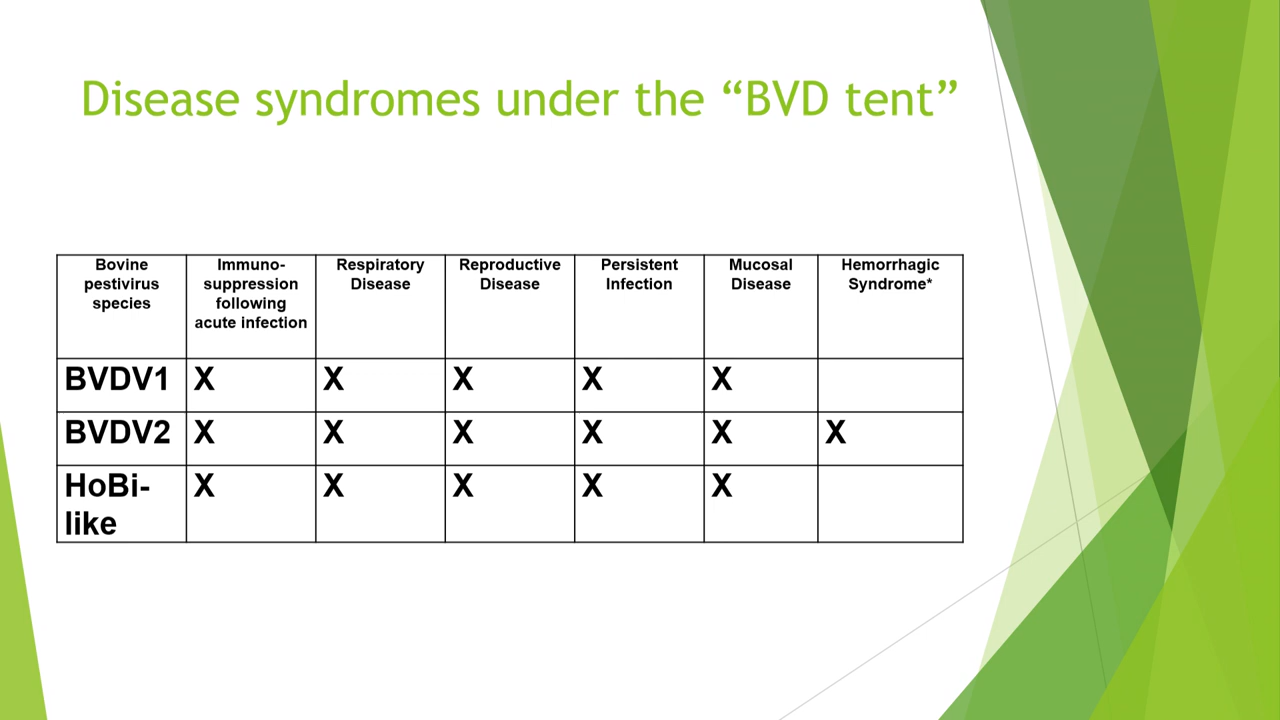 Disease syndromes under the “BVD tent”
Bovine
pestivirus
species
Immuno-
suppression
following
acute infection
Respiratory
Disease
Reproductive
Disease
Persistent
Infection
Mucosal
Disease
Hemorrhagic
Syndrome*
BVDV1 X X X X X
BVDV2 X X X X X X
HoBi- X X X X X
like